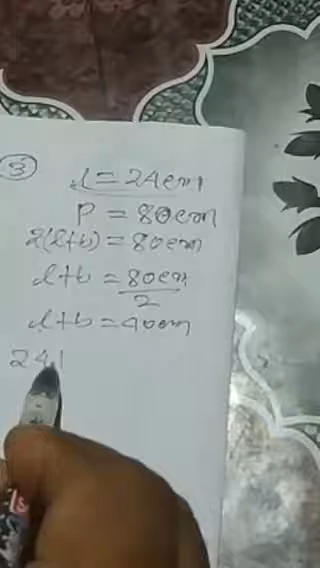 3
l = 24cm
P = 80cm
2(l+b) = 80cm
l+b = 80cm
2
l+b = 40cm
24